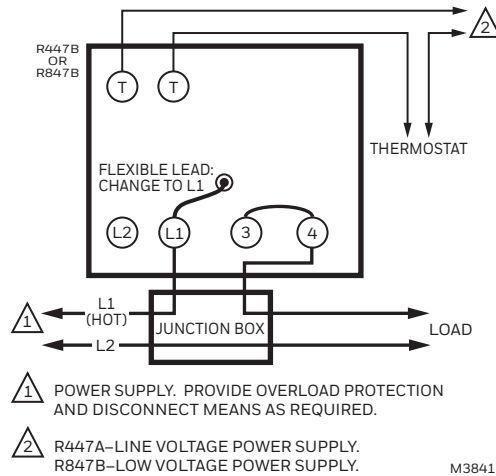 R447B
OR
R847B
2
T T
THERMOSTAT
FLEXIBLE LEAD:
CHANGE TO L1
L2 L1 3 4
1
L1
(HOT)
JUNCTION BOX
LOAD
L2
1 POWER SUPPLY. PROVIDE OVERLOAD PROTECTION
AND DISCONNECT MEANS AS REQUIRED.
2 R447A–LINE VOLTAGE POWER SUPPLY.
R847B–LOW VOLTAGE POWER SUPPLY.
M3841